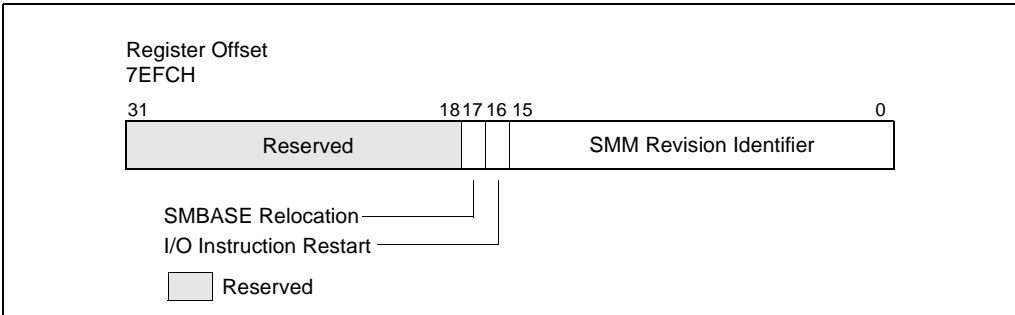 Register Offset
7EFCH
31 18 17 16 15 0
Reserved SMM Revision Identifier
SMBASE Relocation
I/O Instruction Restart
Reserved